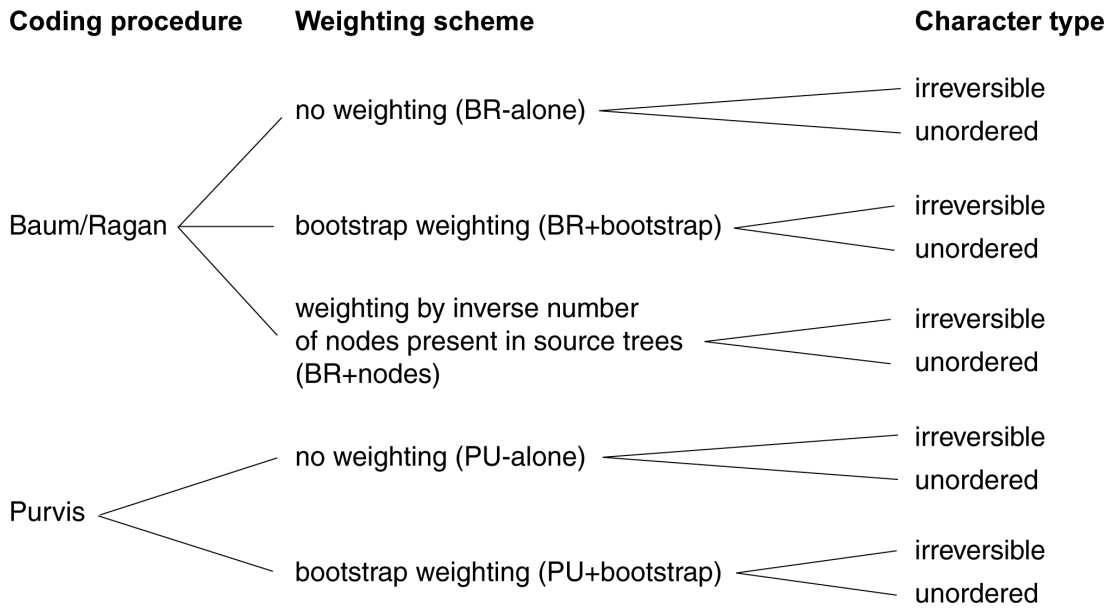 Coding procedure
Weighting scheme
Character type
no weighting (BR-alone)
irreversible
unordered
Baum/Ragan
bootstrap weighting (BR+bootstrap)
irreversible
unordered
weighting by inverse number
of nodes present in source trees
(BR+nodes)
irreversible
unordered
no weighting (PU-alone)
irreversible
unordered
Purvis
bootstrap weighting (PU+bootstrap)
irreversible
unordered